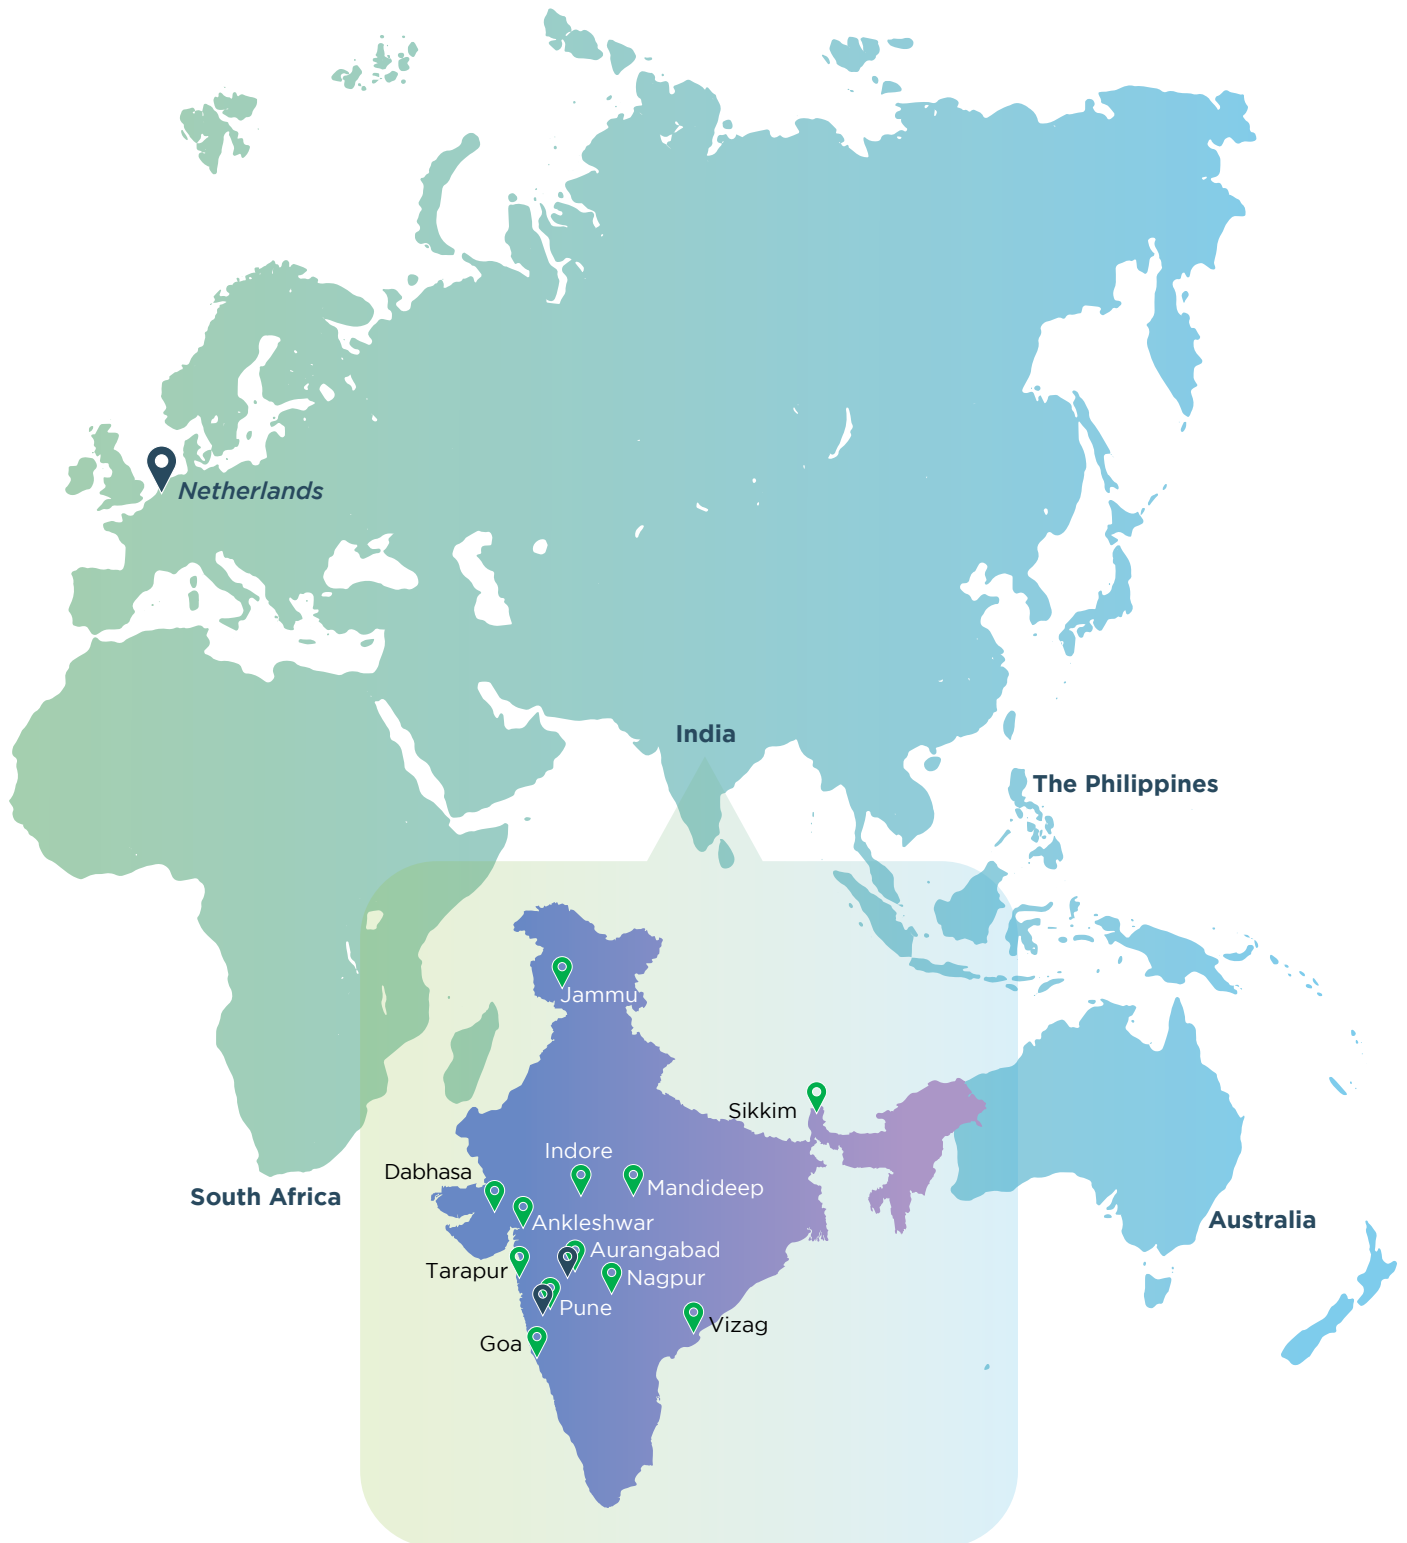 Netherlands
India
The Philippines
Jammu
Sikkim
Indore
Dabhasa
Mandideep
South Africa
Ankleshwar
Australia
Aurangabad
Tarapur
Nagpur
Pune
Vizag
Goa